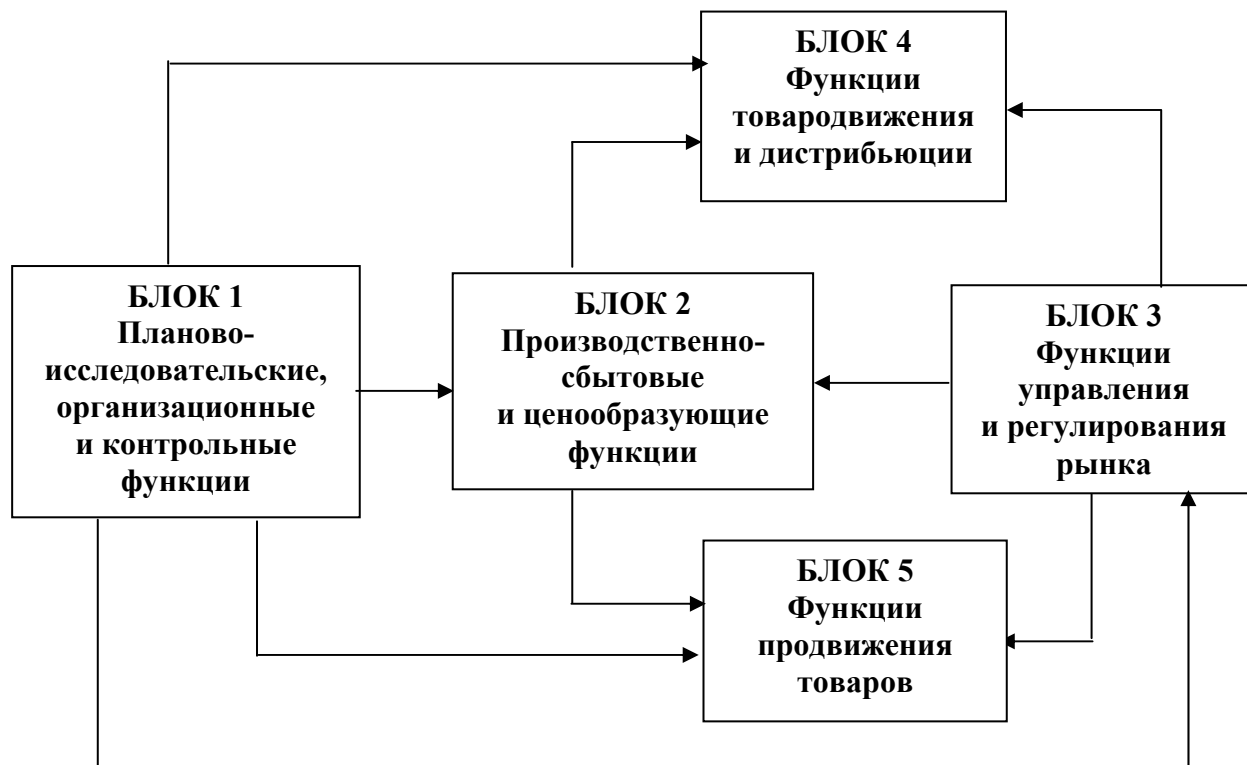 БЛОК 4
Функции
товародвижения
и дистрибьюции
БЛОК 1
Планово-
исследовательские,
организационные
и контрольные
функции
БЛОК 2
Производственно-
сбытовые
и ценообразующие
функции
БЛОК 3
Функции
управления
и регулирования
рынка
БЛОК 5
Функции
продвижения
товаров